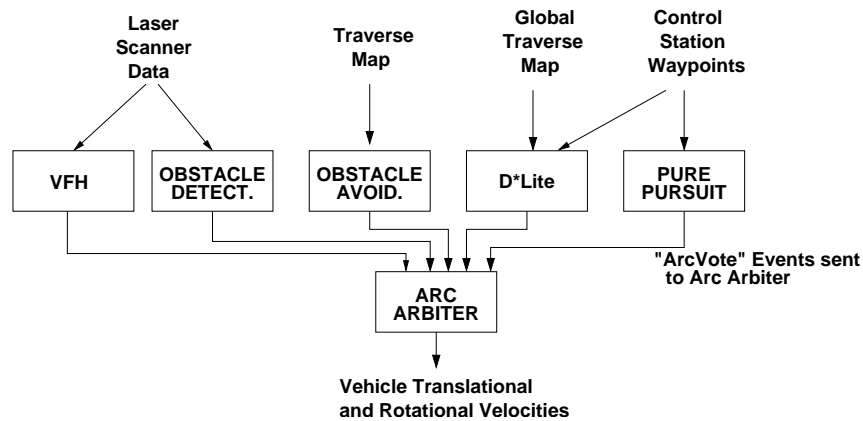 Laser
Scanner
Data
Traverse
Map
Global
Traverse
Map
Control
Station
Waypoints
VFH
OBSTACLE
DETECT.
OBSTACLE
AVOID.
D*Lite
PURE
PURSUIT
"ArcVote" Events sent
to Arc Arbiter
ARC
ARBITER
Vehicle Translational
and Rotational Velocities